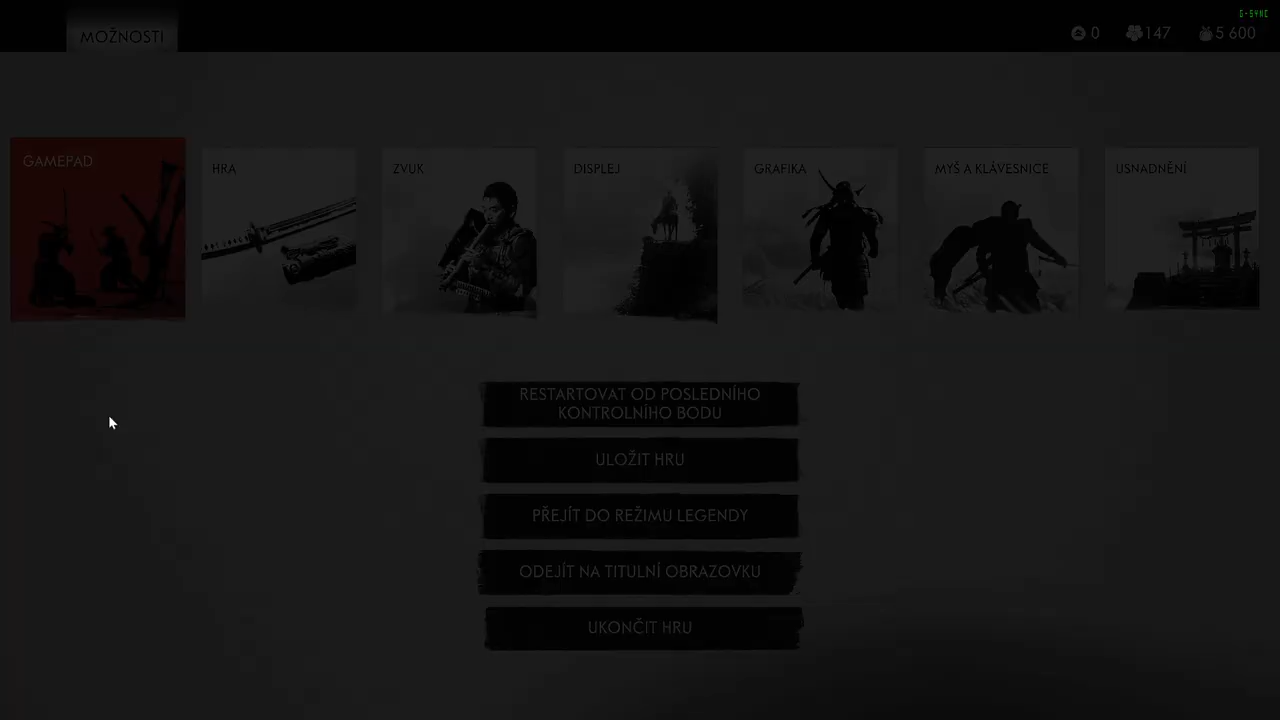 G-SYNC
MOŽNOSTI
0 147 5 600
GAMEPAD
HRA
ZVUK
DISPLEJ
GRAFIKA
MYŠ A KLÁVESNICE
USNADNĚNÍ
RESTARTOVAT OD POSLEDNÍHO
KONTROLNÍHO BODU
ULOŽIT HRU
PŘEJÍT DO REŽIMU LEGENDY
ODEJÍT NA TITULNÍ OBRAZOVKU
UKONČIT HRU